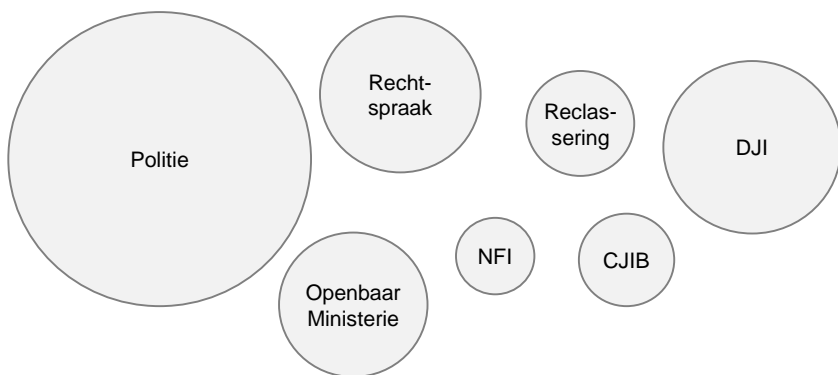 Politie
Recht-
spraak
Reclas-
sering
DJI
Openbaar
Ministerie
NFI
CJIB